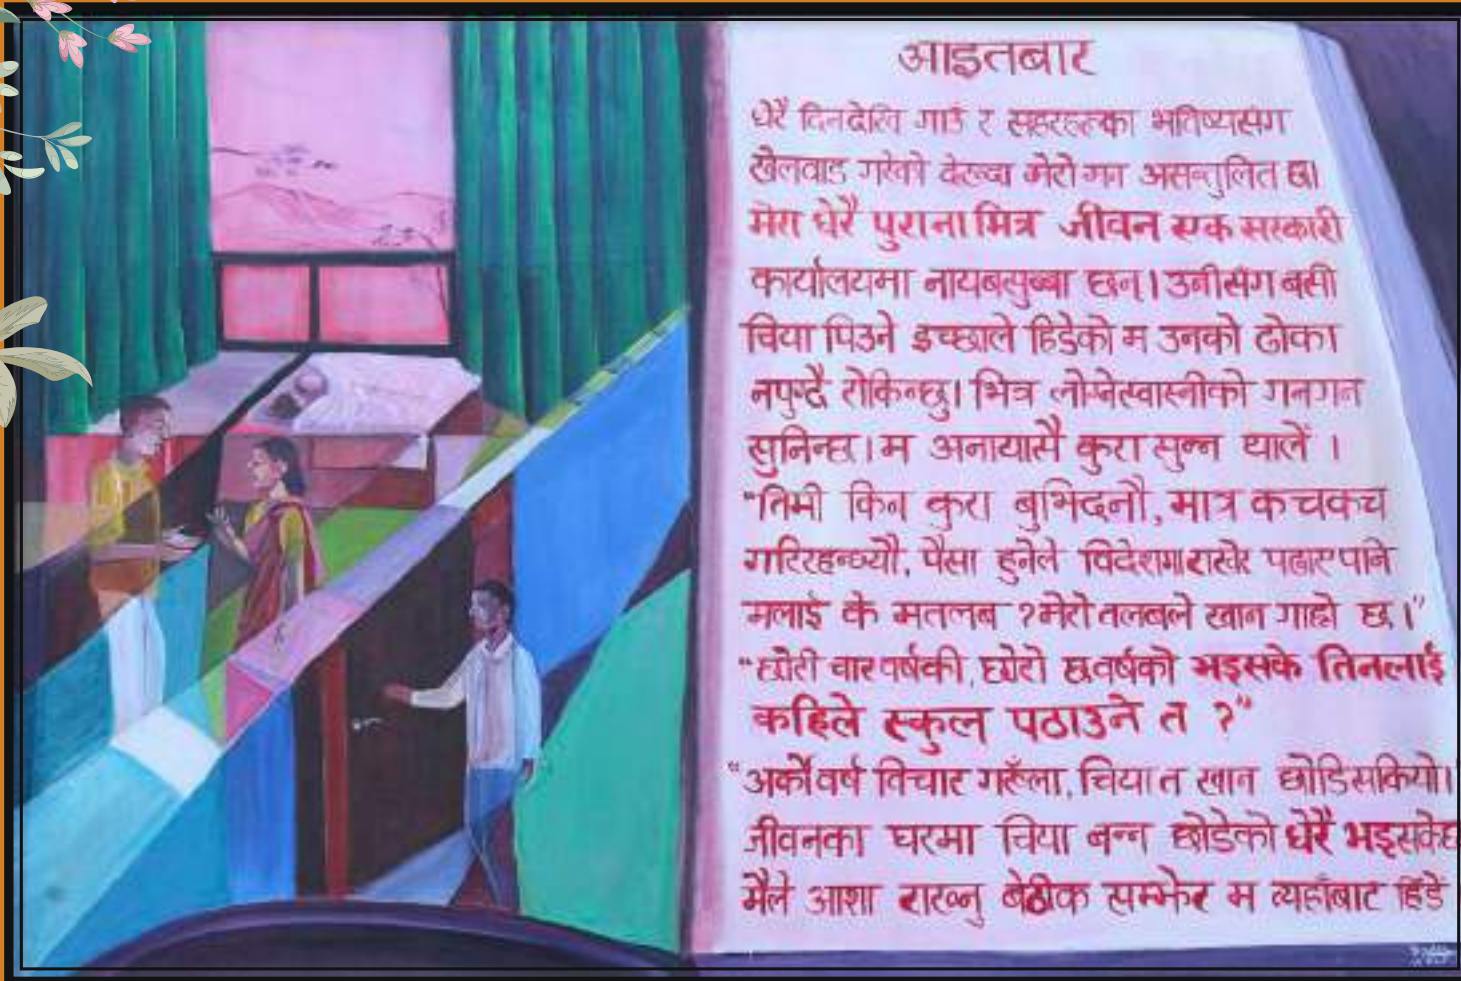 आइतबार
धेरै दिनदेखि गाउँ र सहरहरूका भविष्यसंग
खेलवाड गरेको देख्दा मेरो मन असन्तुलित छ।
मेरा धेरै पुराना मित्र जीवन एक सरकारी
कार्यालयमा नायबसुब्बा छन्। उनीसंग बसी
चिया पिउने इच्छाले हिडेको म उनको ढोका
नपुग्दै रोकिन्छु। भित्र लोग्नेस्वास्नीको गनगन
सुनिन्छ। म अनायासै कुरा सुन्न थालें ।
"तिमी किन कुरा बुझिदनौ, मात्र कचकच
गरिरहन्छ्यौ, पैसा हुनेले विदेशमा राखेर पढाए पनि
मलाई के मतलब ? मेरो तलबले खान गाह्रो छ।"
"छोरी चार वर्षकी, छोरो छ वर्षको भइसके तिनलाई
कहिले स्कुल पठाउने त ?"
"अर्को वर्ष विचार गरूँला, चिया त खान छोडिसकियो।
जीवनका घरमा चिया बन्न छोडेको धेरै भइसकेछ
मैले आशा राख्नु बेठीक सम्झेर म त्यहाँबाट हिंडें